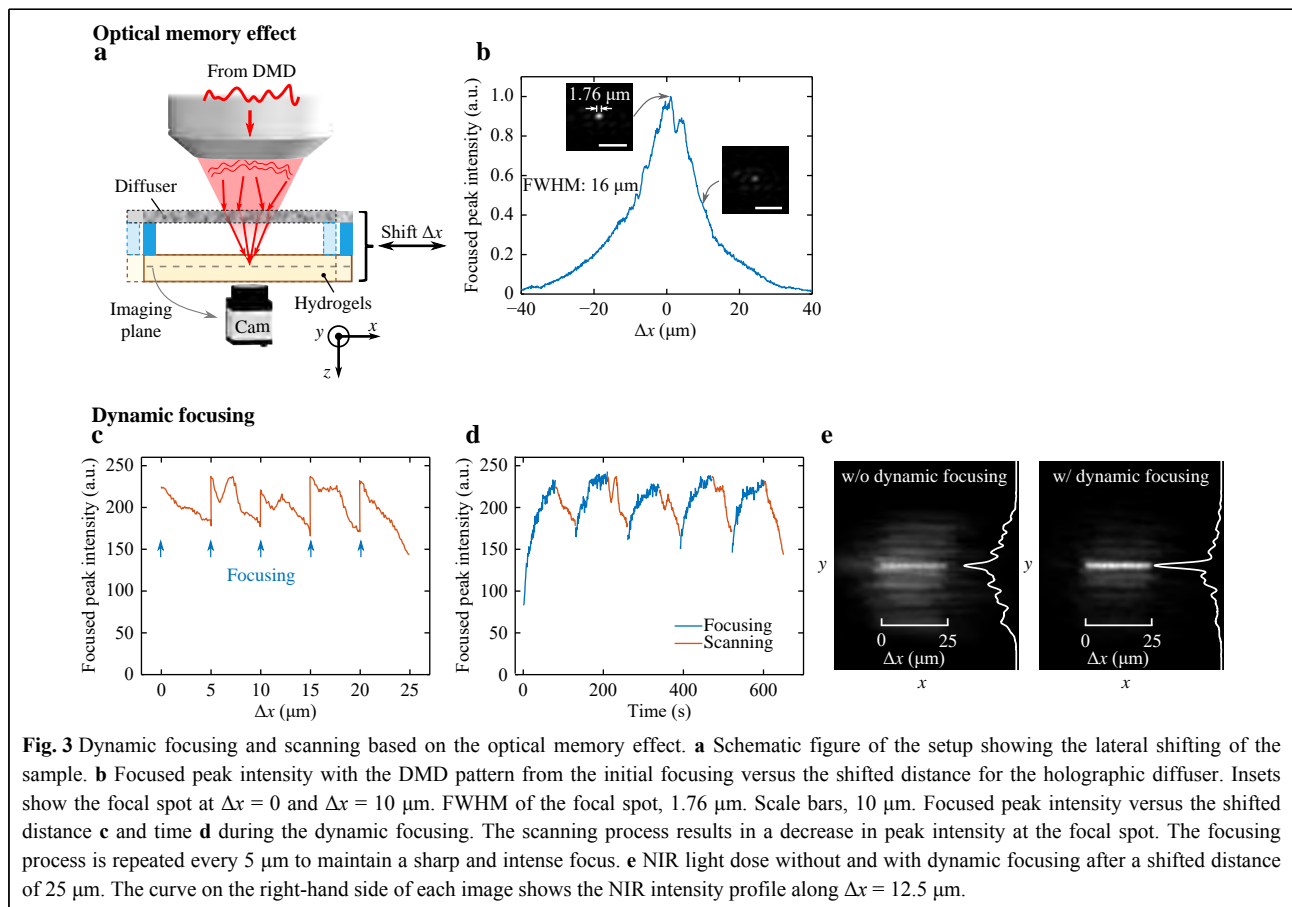 Optical memory effect
a
From DMD
Diffuser
Shift Δx
Imaging
plane
Hydrogels
Cam
y
x
z
b
Focused peak intensity (a.u.)
1.0
0.8
0.6
0.4
0.2
0
1.76 μm
FWHM: 16 μm
−40
−20
0
20
40
Δx (μm)
Dynamic focusing
c
Focused peak intensity (a.u.)
250
200
150
100
50
0
Focusing
0
5
10
15
20
25
Δx (μm)
d
Focused peak intensity (a.u.)
250
200
150
100
50
0
Focusing
Scanning
0
200
400
600
Time (s)
e
w/o dynamic focusing
y
0
25
Δx (μm)
x
w/ dynamic focusing
y
0
25
Δx (μm)
x
Fig. 3 Dynamic focusing and scanning based on the optical memory effect. a Schematic figure of the setup showing the lateral shifting of the
sample. b Focused peak intensity with the DMD pattern from the initial focusing versus the shifted distance for the holographic diffuser. Insets
show the focal spot at Δx = 0 and Δx = 10 μm. FWHM of the focal spot, 1.76 μm. Scale bars, 10 μm. Focused peak intensity versus the shifted
distance c and time d during the dynamic focusing. The scanning process results in a decrease in peak intensity at the focal spot. The focusing
process is repeated every 5 μm to maintain a sharp and intense focus. e NIR light dose without and with dynamic focusing after a shifted distance
of 25 μm. The curve on the right-hand side of each image shows the NIR intensity profile along Δx = 12.5 μm.